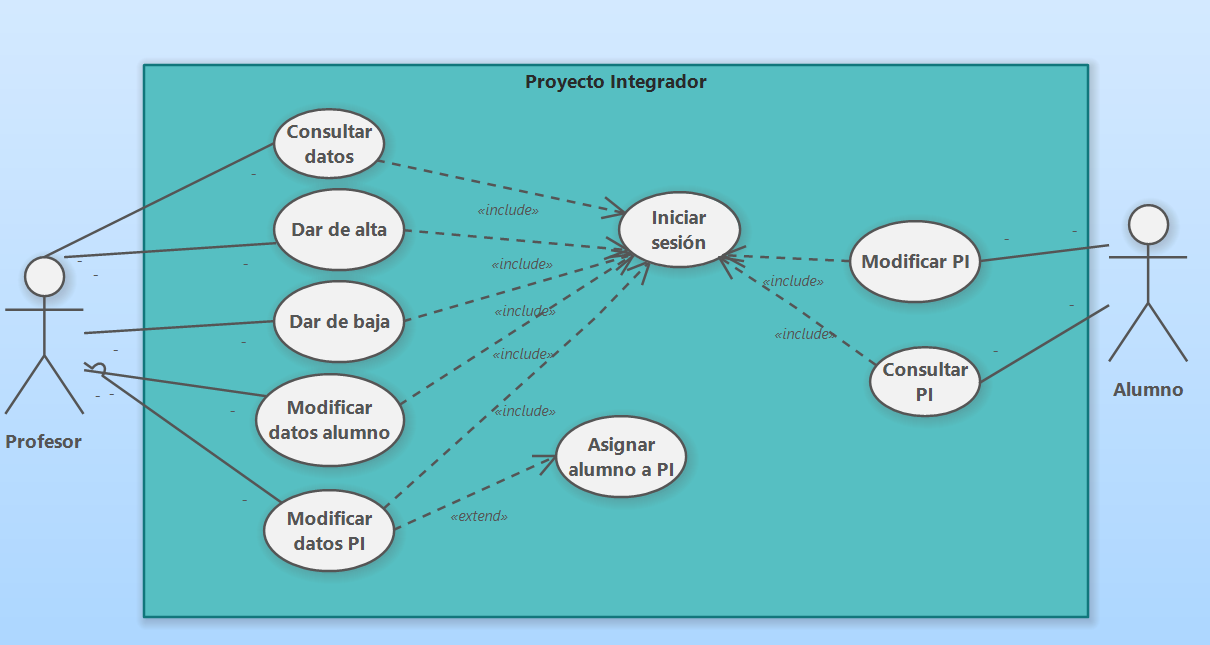 Proyecto Integrador
Consultar
datos
«include»
Dar de alta
«include»
Dar de baja
«include»
Modificar
datos alumno
«include»
Modificar
datos PI
«include»
«extend»
Iniciar
sesión
Asignar
alumno a PI
Modificar PI
«include»
Consultar
PI
«include»
Profesor
Alumno